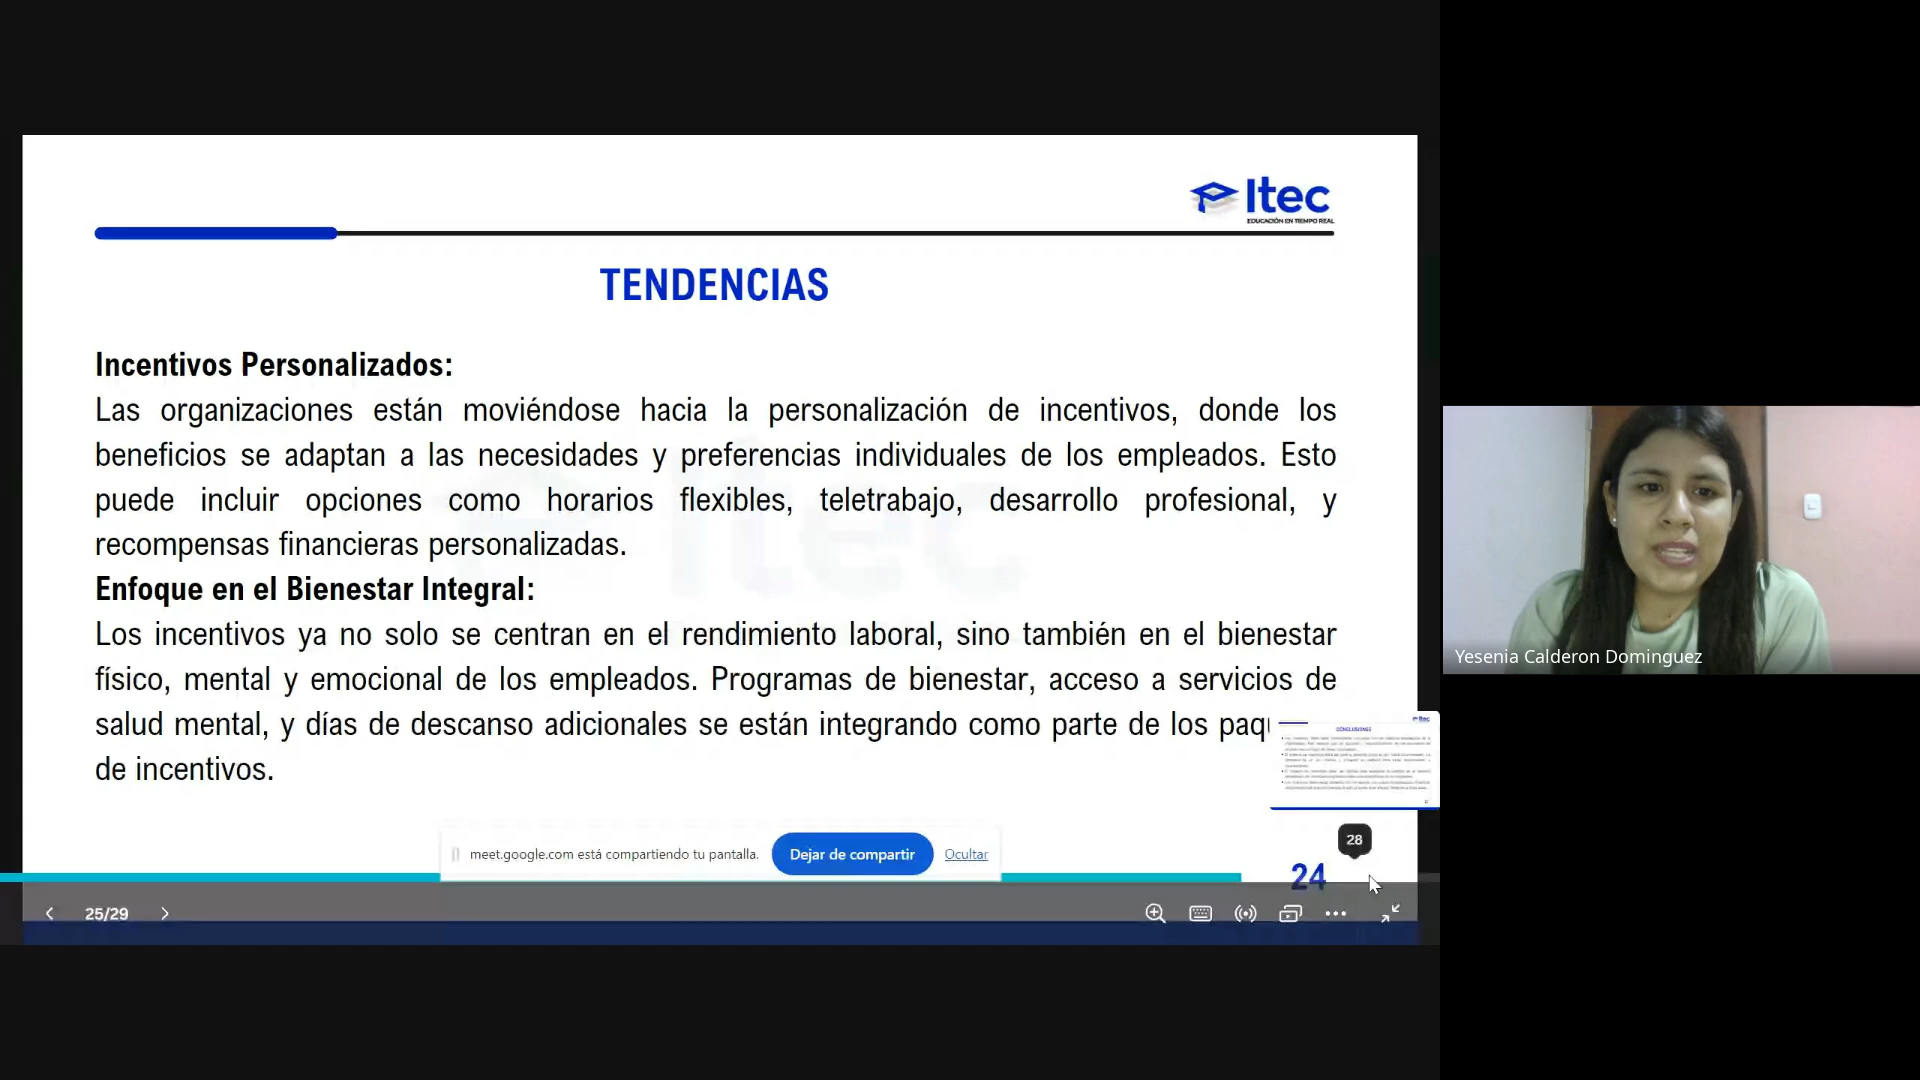 Itec
EDUCACIÓN EN TIEMPO REAL
TENDENCIAS
Incentivos Personalizados:
Las organizaciones están moviéndose hacia la personalización de incentivos, donde los
beneficios se adaptan a las necesidades y preferencias individuales de los empleados. Esto
puede incluir opciones como horarios flexibles, teletrabajo, desarrollo profesional, y
recompensas financieras personalizadas.
Enfoque en el Bienestar Integral:
Los incentivos ya no solo se centran en el rendimiento laboral, sino también en el bienestar
físico, mental y emocional de los empleados. Programas de bienestar, acceso a servicios de
salud mental, y días de descanso adicionales se están integrando como parte de los paqu
de incentivos.
Yesenia Calderon Dominguez
CONCLUSIONES
28
meet.google.com está compartiendo tu pantalla.
Dejar de compartir
Ocultar
24
25/29